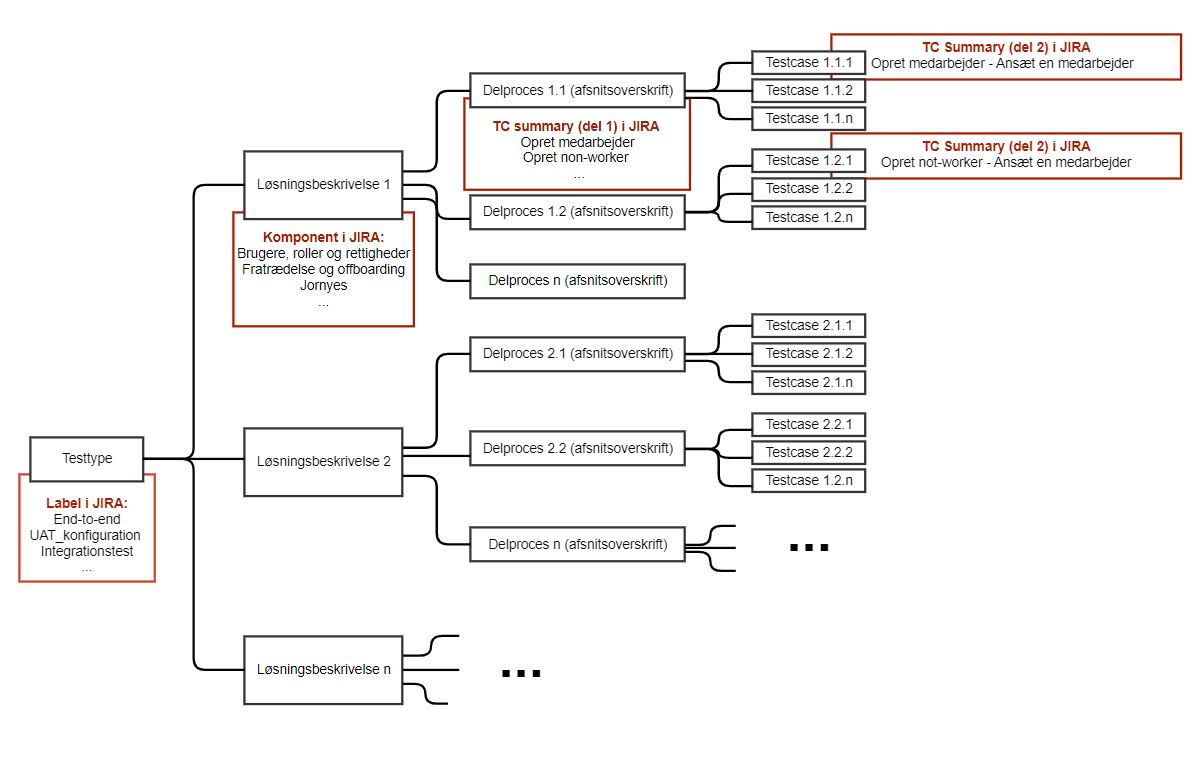 TC Summary (del 2) i JIRA
Opret medarbejder - Ansæt en medarbejder
Testcase 1.1.1
Testcase 1.1.2
Testcase 1.1.n
Delproces 1.1 (afsnitsoverskrift)
TC summary (del 1) i JIRA
Opret medarbejder
Opret non-worker
...
TC Summary (del 2) i JIRA
Opret not-worker - Ansæt en medarbejder
Testcase 1.2.1
Testcase 1.2.2
Testcase 1.2.n
Delproces 1.2 (afsnitsoverskrift)
Løsningsbeskrivelse 1
Komponent i JIRA:
Brugere, roller og rettigheder
Fratrædelse og offboarding
Jornyes
...
Delproces n (afsnitsoverskrift)
Testcase 2.1.1
Testcase 2.1.2
Testcase 2.1.n
Delproces 2.1 (afsnitsoverskrift)
Testtype
Label i JIRA:
End-to-end
UAT_konfiguration
Integrationstest
...
Løsningsbeskrivelse 2
Delproces 2.2 (afsnitsoverskrift)
Testcase 2.2.1
Testcase 2.2.2
Testcase 1.2.n
Delproces n (afsnitsoverskrift)
...
Løsningsbeskrivelse n
...